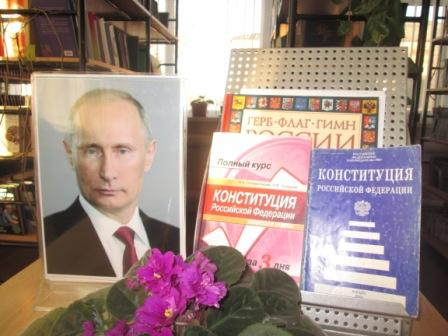 ГЕРБ•ФЛАГ•ГИМН
РОССИИ
Полный курс
КОНСТИТУЦИЯ
Российской Федерации
за 3 дня
КОНСТИТУЦИЯ
РОССИЙСКОЙ ФЕДЕРАЦИИ